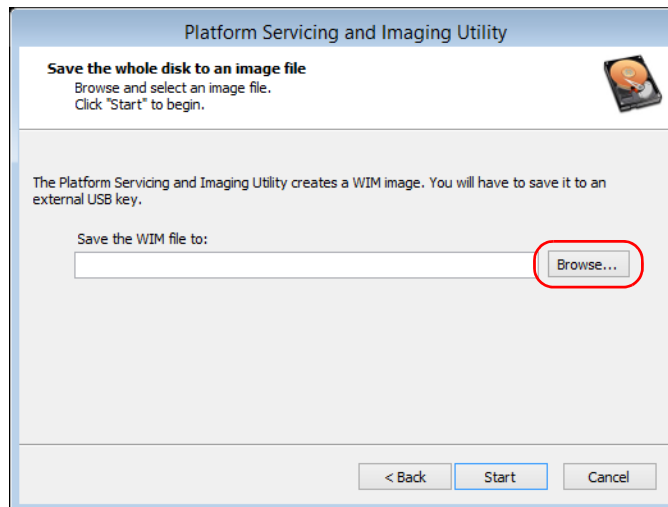 Platform Servicing and Imaging Utility
Save the whole disk to an image file
Browse and select an image file.
Click "Start" to begin.
The Platform Servicing and Imaging Utility creates a WIM image. You will have to save it to an
external USB key.
Save the WIM file to:
Browse...
< Back Start Cancel